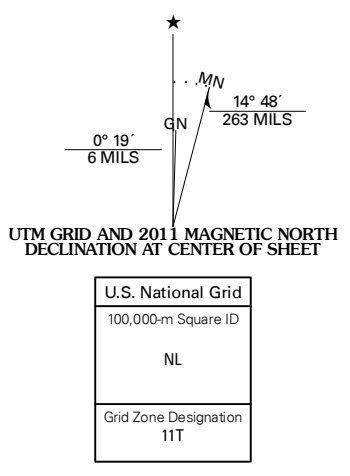 MN
14° 48´
263 MILS
GN
0° 19´
6 MILS
UTM GRID AND 2011 MAGNETIC NORTH
DECLINATION AT CENTER OF SHEET
U.S. National Grid
100,000-m Square ID
NL
Grid Zone Designation
11T